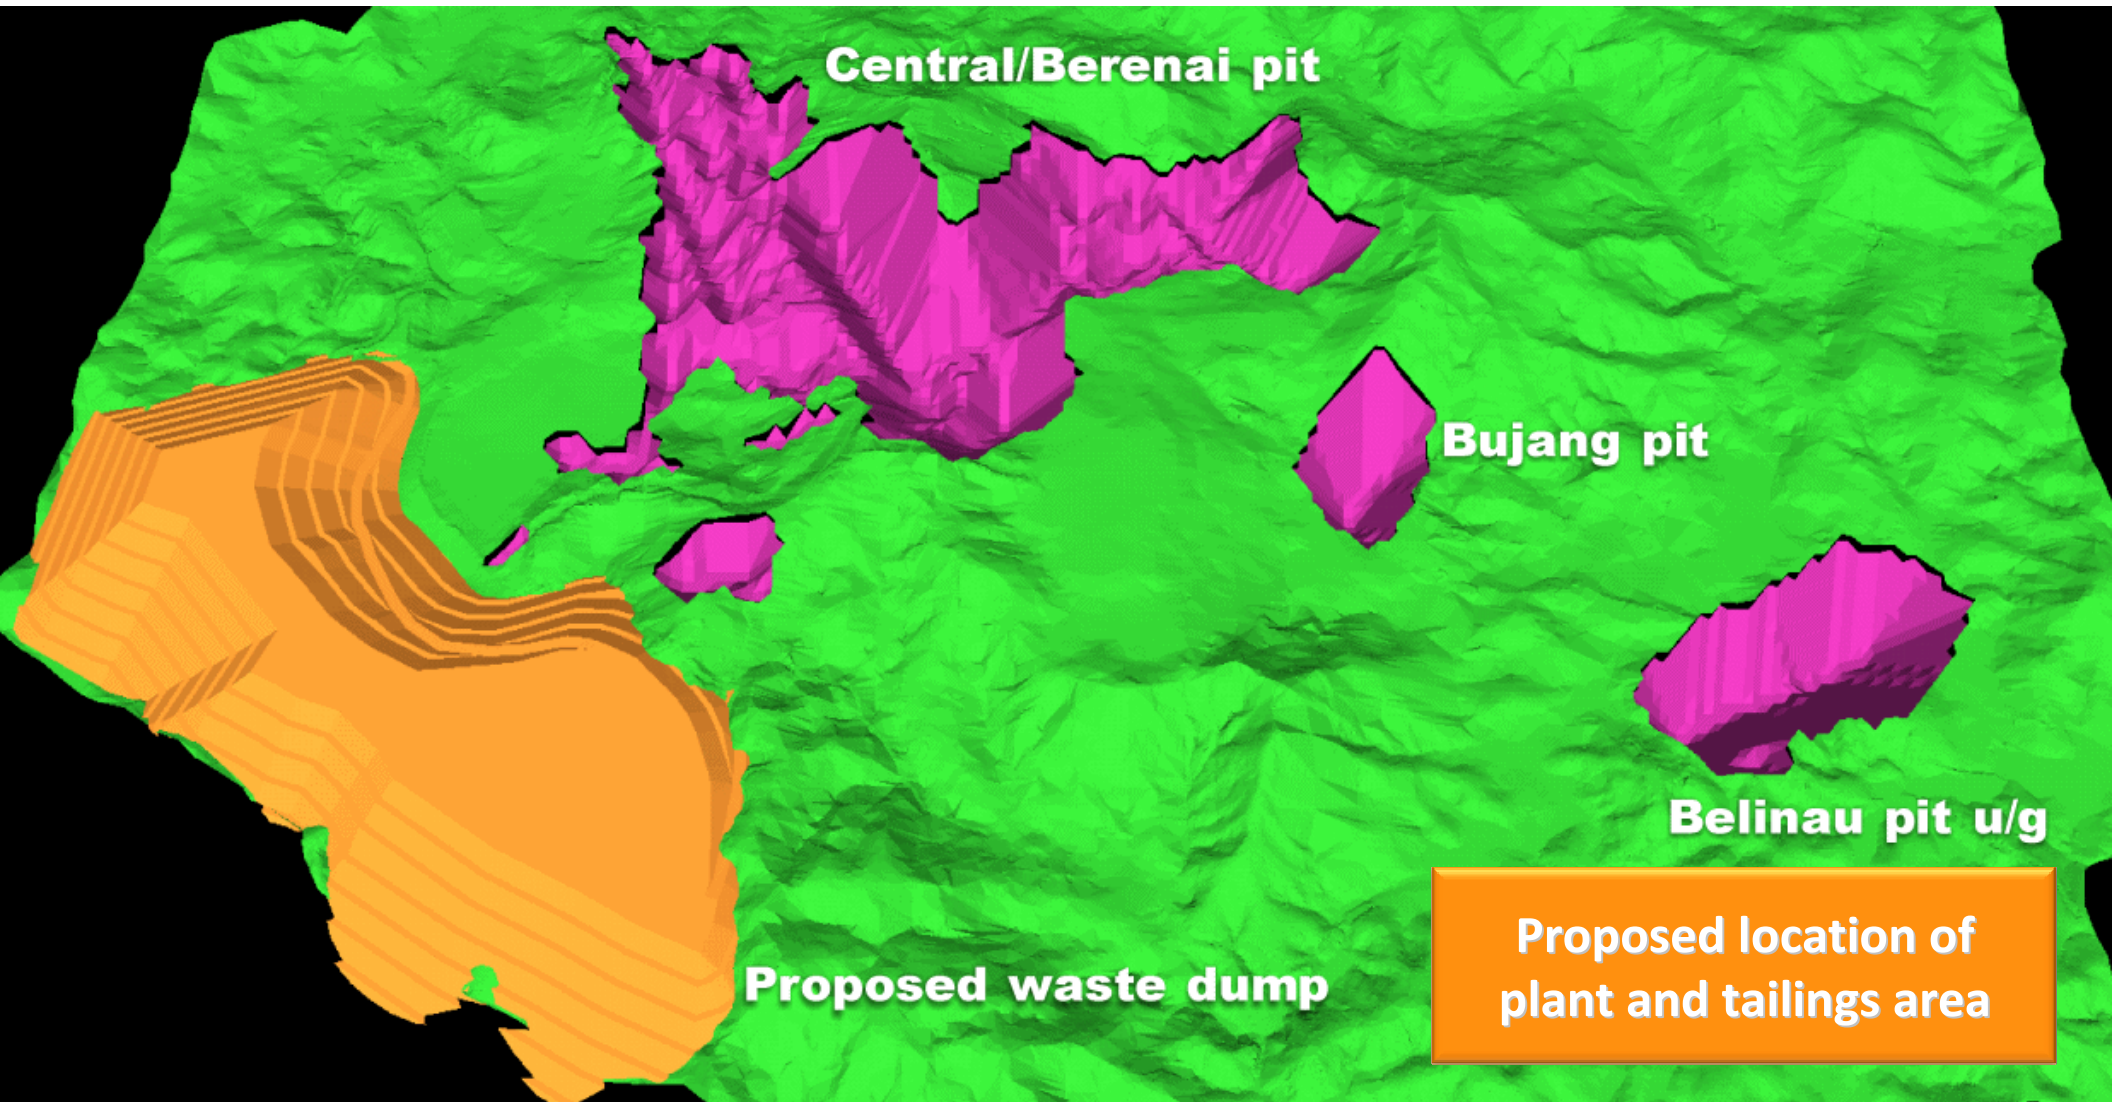 Central/Berenai pit
Bujang pit
Belinau pit u/g
Proposed location of
plant and tailings area
Proposed waste dump